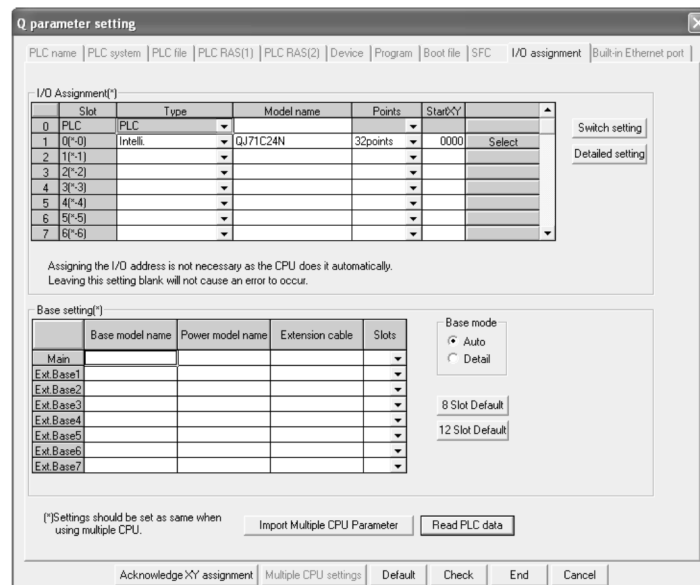 Q parameter setting
PLC name PLC system PLC file PLC RAS(1) PLC RAS(2) Device Program Boot file SFC I/O assignment Built-in Ethernet port
I/O Assignment(*)
Slot Type Model name Points StartXY
0 PLC PLC
1 0(*-0) Intelli. QJ71C24N 32points 0000 Select
2 1(*-1)
3 2(*-2)
4 3(*-3)
5 4(*-4)
6 5(*-5)
7 6(*-6)
Switch setting
Detailed setting
Assigning the I/O address is not necessary as the CPU does it automatically.
Leaving this setting blank will not cause an error to occur.
Base setting(*)
Base model name Power model name Extension cable Slots
Main
Ext.Base1
Ext.Base2
Ext.Base3
Ext.Base4
Ext.Base5
Ext.Base6
Ext.Base7
Base mode
Auto
Detail
8 Slot Default
12 Slot Default
(*)Settings should be set as same when
using multiple CPU.
Import Multiple CPU Parameter Read PLC data
Acknowledge XY assignment Multiple CPU settings Default Check End Cancel